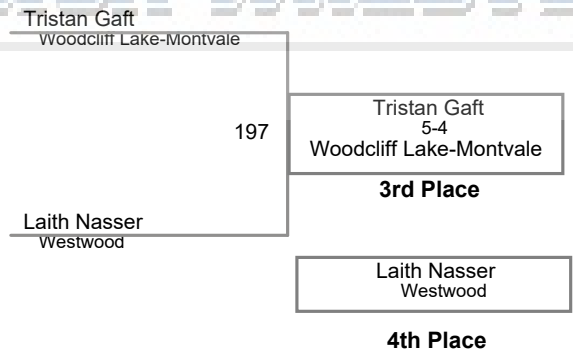 Tristan Gaft
Woodcliff Lake-Montvale
197
Tristan Gaft
5-4
Woodcliff Lake-Montvale
3rd Place
Laith Nasser
Westwood
Laith Nasser
Westwood
4th Place